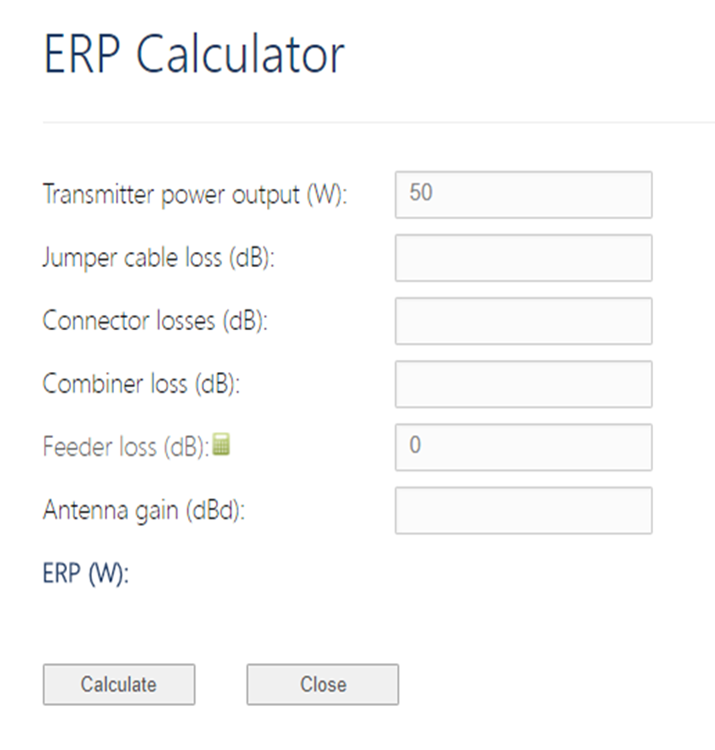 ERP Calculator
Transmitter power output (W): 50
Jumper cable loss (dB):
Connector losses (dB):
Combiner loss (dB):
Feeder loss (dB): 0
Antenna gain (dBd):
ERP (W):
Calculate Close